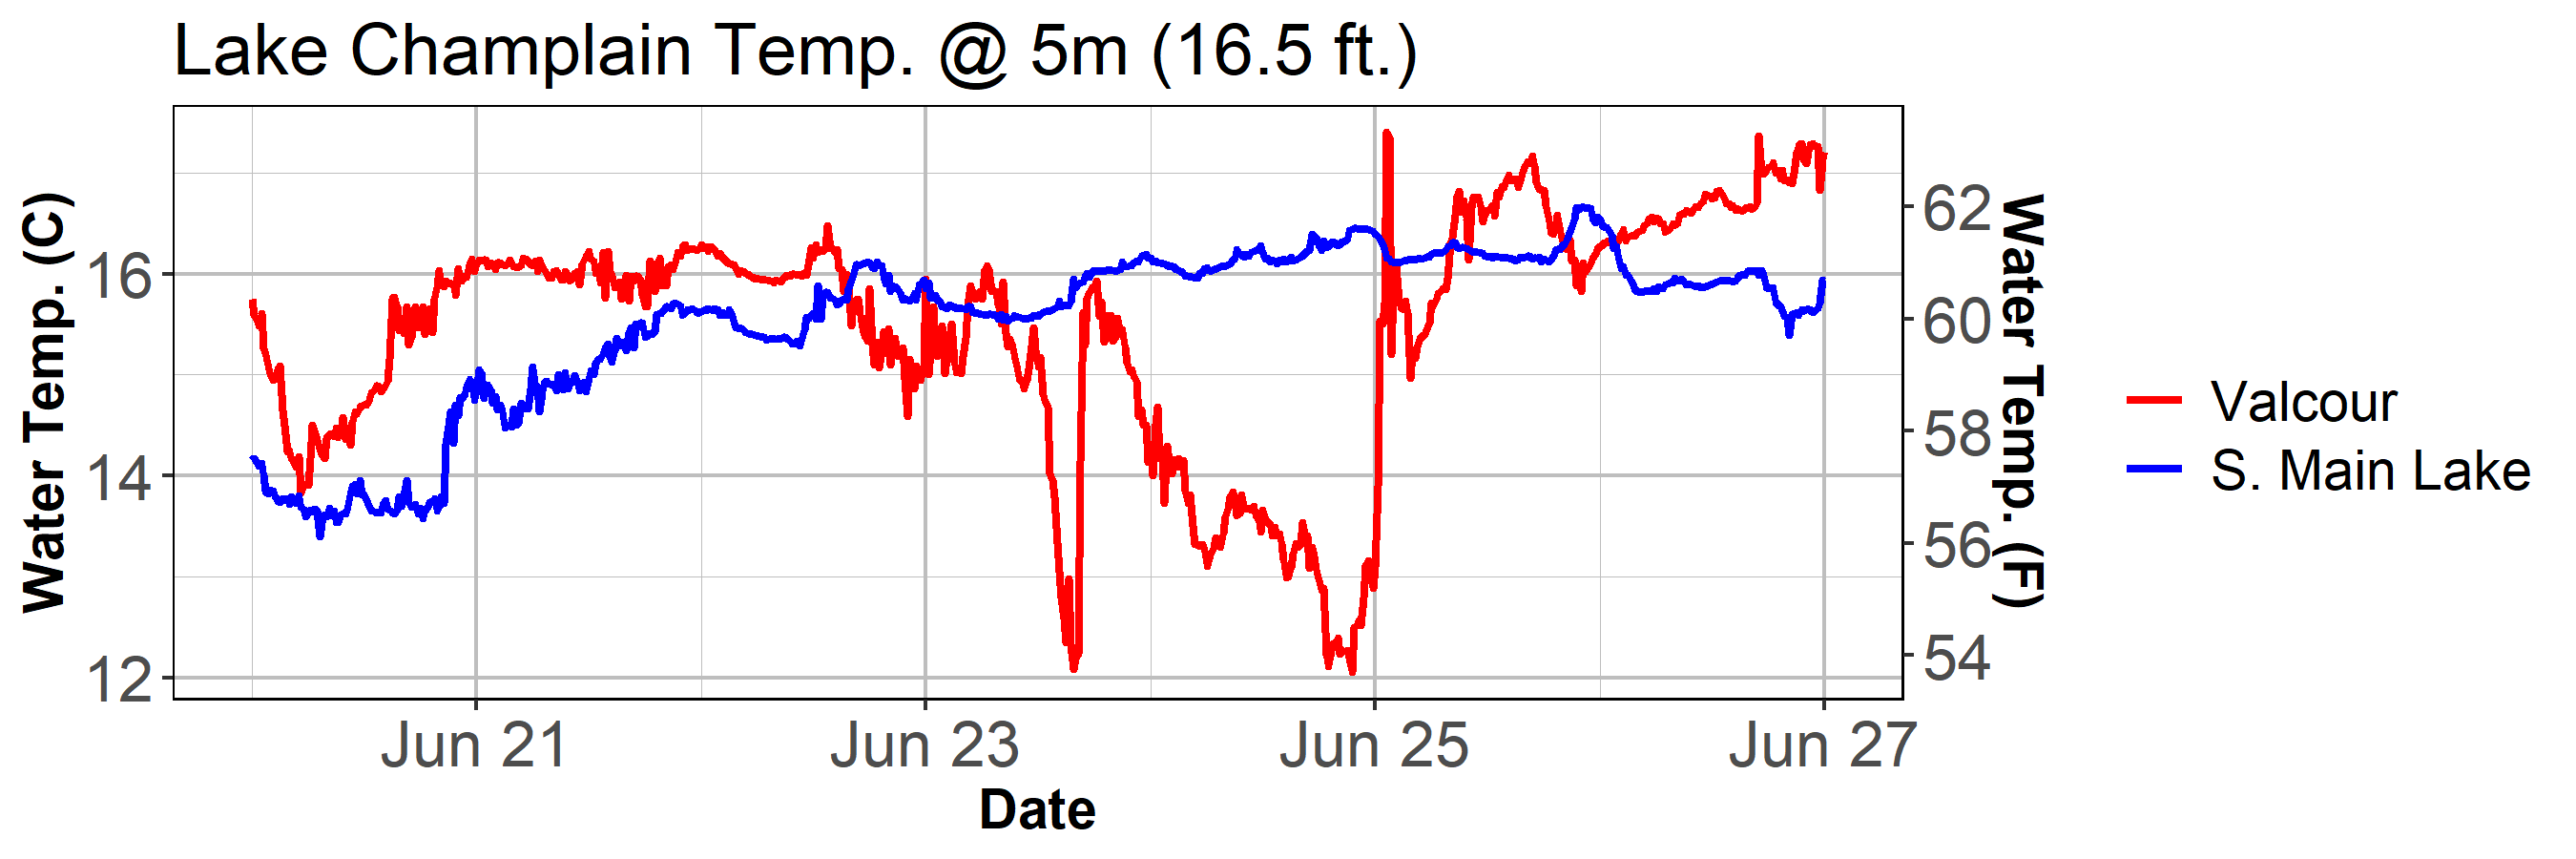 Lake Champlain Temp. @ 5m (16.5 ft.)
Water Temp. (C)
16
14
12
62
60
58
56
54
Water Temp. (F)
Jun 21
Jun 23
Jun 25
Jun 27
Date
Valcour
S. Main Lake